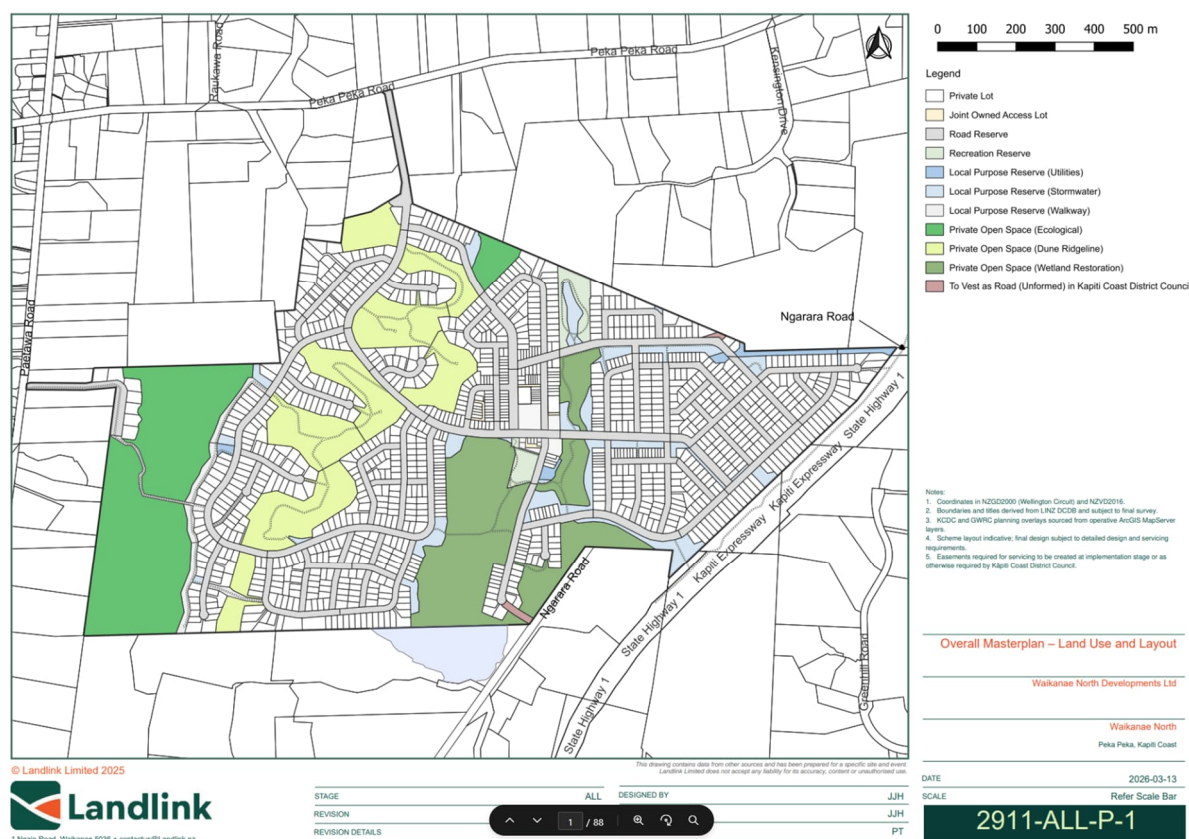 Raukawa Road
Peka Peka Road
Peka Peka Road
Kensington Drive
Paetawa Road
Ngarara Road
State Highway 1
Kapiti Expressway
Kapiti Expressway
State Highway 1
State Highway 1
Ngarara Road
Greenhill Road
0 100 200 300 400 500 m
Legend
Private Lot
Joint Owned Access Lot
Road Reserve
Recreation Reserve
Local Purpose Reserve (Utilities)
Local Purpose Reserve (Stormwater)
Local Purpose Reserve (Walkway)
Private Open Space (Ecological)
Private Open Space (Dune Ridgeline)
Private Open Space (Wetland Restoration)
To Vest as Road (Unformed) in Kapiti Coast District Counci
Notes:
1. Coordinates in NZGD2000 (Wellington Circuit) and NZVD2016.
2. Boundaries and titles derived from LINZ DCDB and subject to final survey.
3. KCDC and GWRC planning overlays sourced from operative ArcGIS MapServer
layers.
4. Scheme layout indicative; final design subject to detailed design and servicing
requirements.
5. Easements required for servicing to be created at implementation stage or as
otherwise required by Kāpiti Coast District Council.
Overall Masterplan – Land Use and Layout
Waikanae North Developments Ltd
Waikanae North
Peka Peka, Kapiti Coast
DATE 2026-03-13
SCALE Refer Scale Bar
2911-ALL-P-1
This drawing contains data from other sources and has been prepared for a specific site and event.
Landlink Limited does not accept any liability for its accuracy, content or unauthorised use.
© Landlink Limited 2025
Landlink
STAGE ALL
REVISION
REVISION DETAILS
DESIGNED BY JJH
JJH
PT
1 / 88